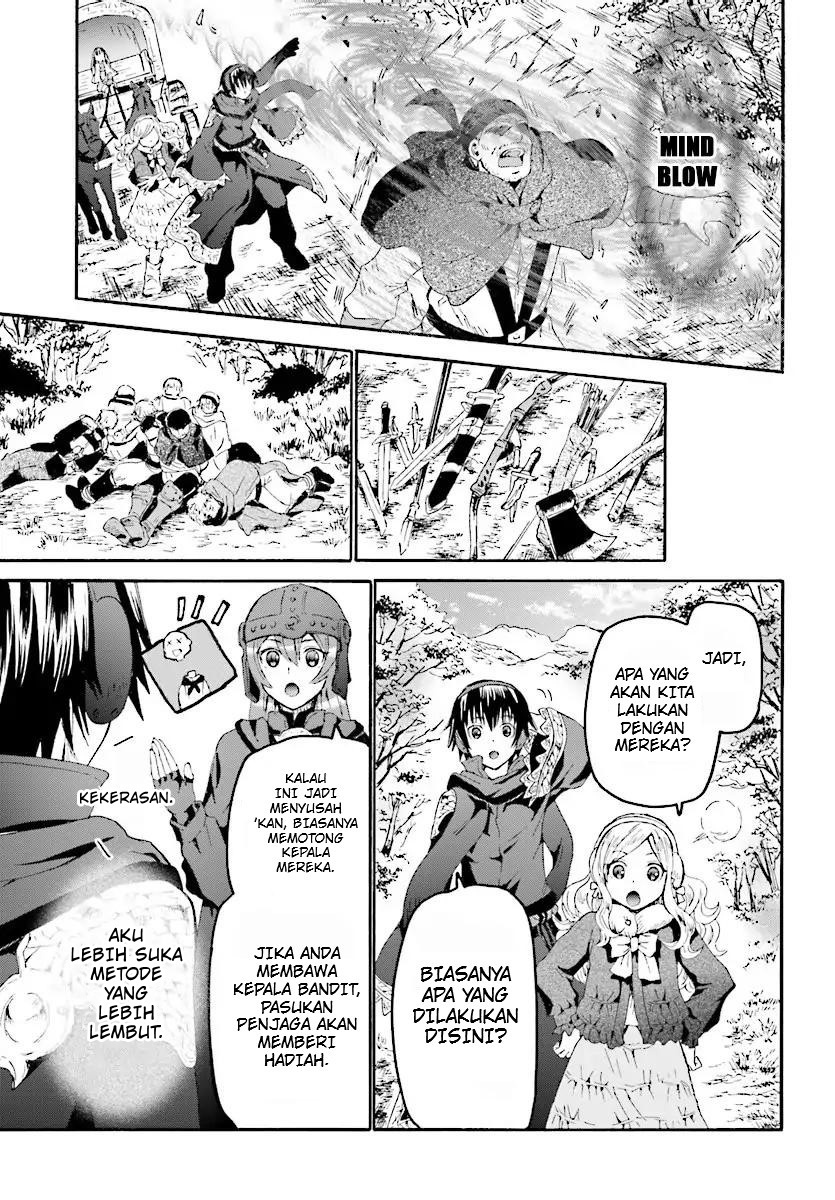 MIND
BLOW
JADI,
APA YANG
AKAN KITA
LAKUKAN
DENGAN
MEREKA?
BIASANYA
APA YANG
DILAKUKAN
DISINI?
KALAU
INI JADI
MENYUSAH
'KAN, BIASANYA
MEMOTONG
KEPALA
MEREKA.
JIKA ANDA
MEMBAWA
KEPALA BANDIT,
PASUKAN
PENJAGA AKAN
MEMBERI
HADIAH.
KEKERASAN.
AKU
LEBIH SUKA
METODE
YANG
LEBIH
LEMBUT.